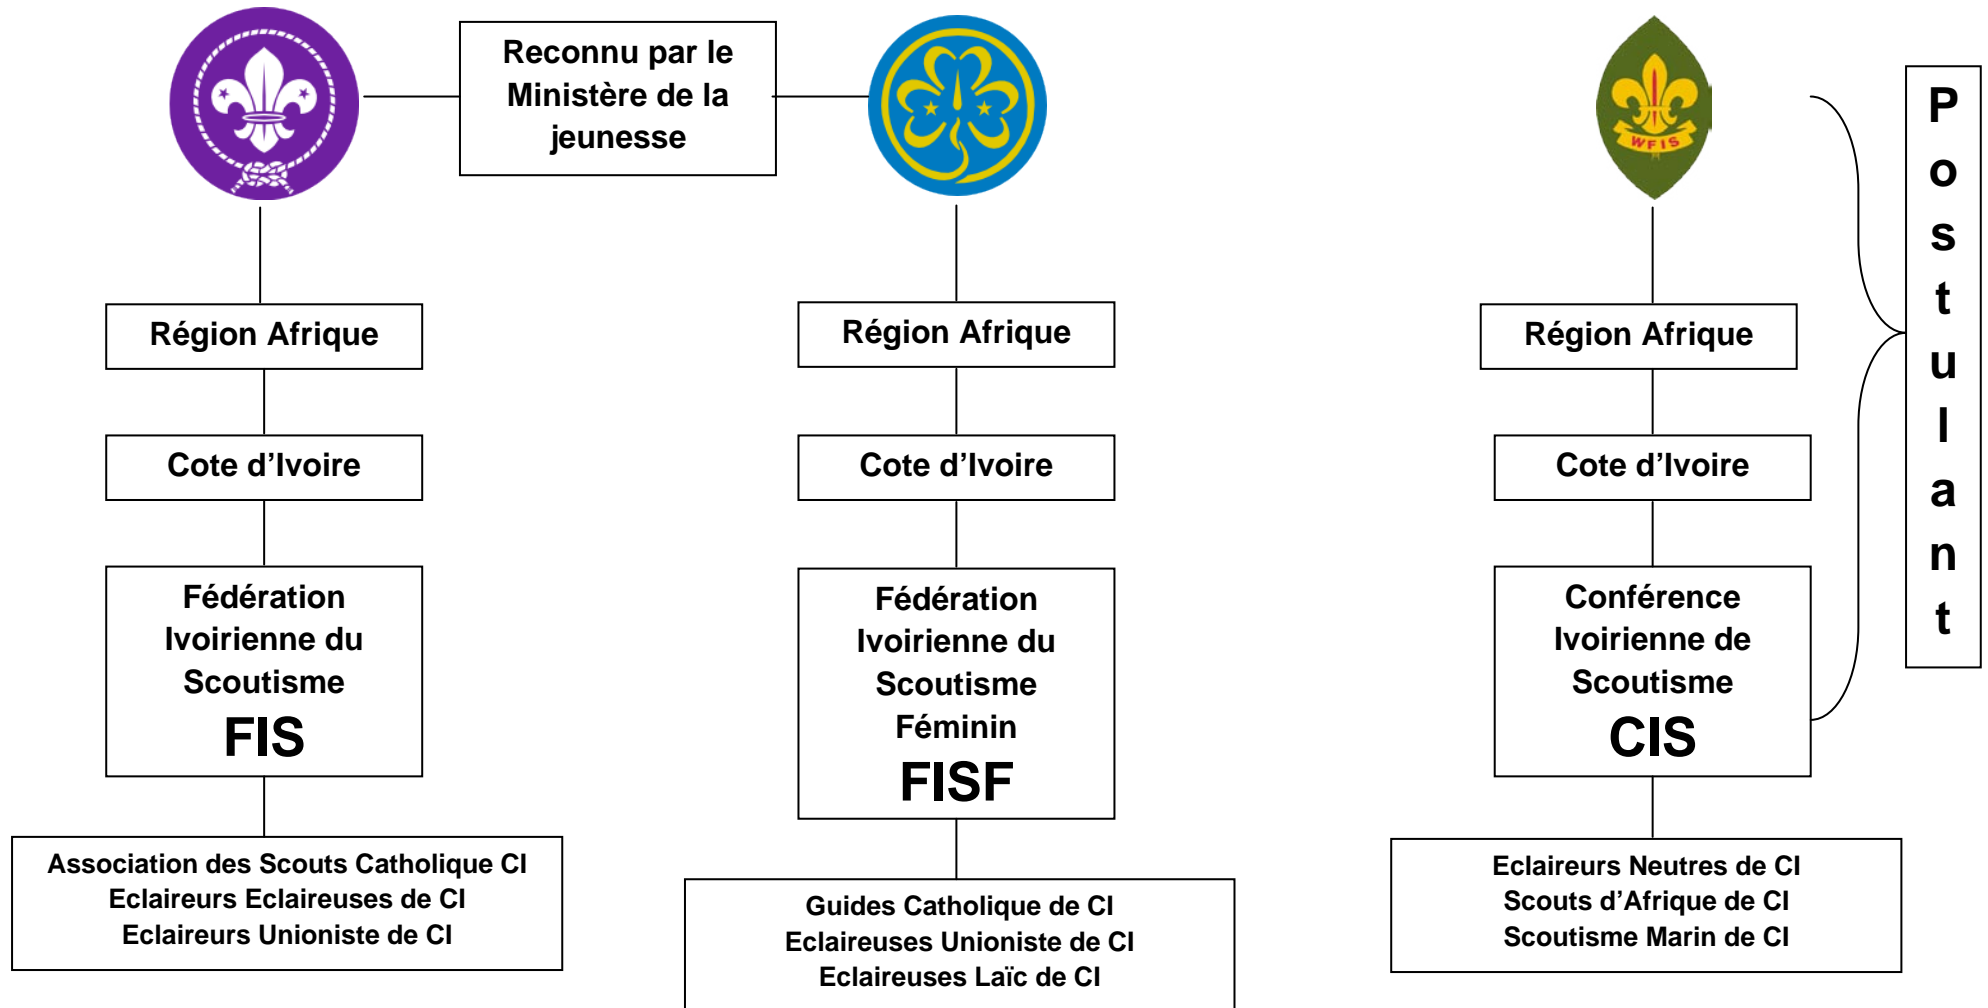 Reconnu par le
Ministère de la
jeunesse
WFIS
Région Afrique
Cote d’Ivoire
Fédération
Ivoirienne du
Scoutisme
FIS
Association des Scouts Catholique CI
Eclaireurs Eclaireuses de CI
Eclaireurs Unioniste de CI
Région Afrique
Cote d’Ivoire
Fédération
Ivoirienne du
Scoutisme
Féminin
FISF
Guides Catholique de CI
Eclaireuses Unioniste de CI
Eclaireuses Laïc de CI
Région Afrique
Cote d’Ivoire
Conférence
Ivoirienne de
Scoutisme
CIS
Eclaireurs Neutres de CI
Scouts d’Afrique de CI
Scoutisme Marin de CI
Postulant